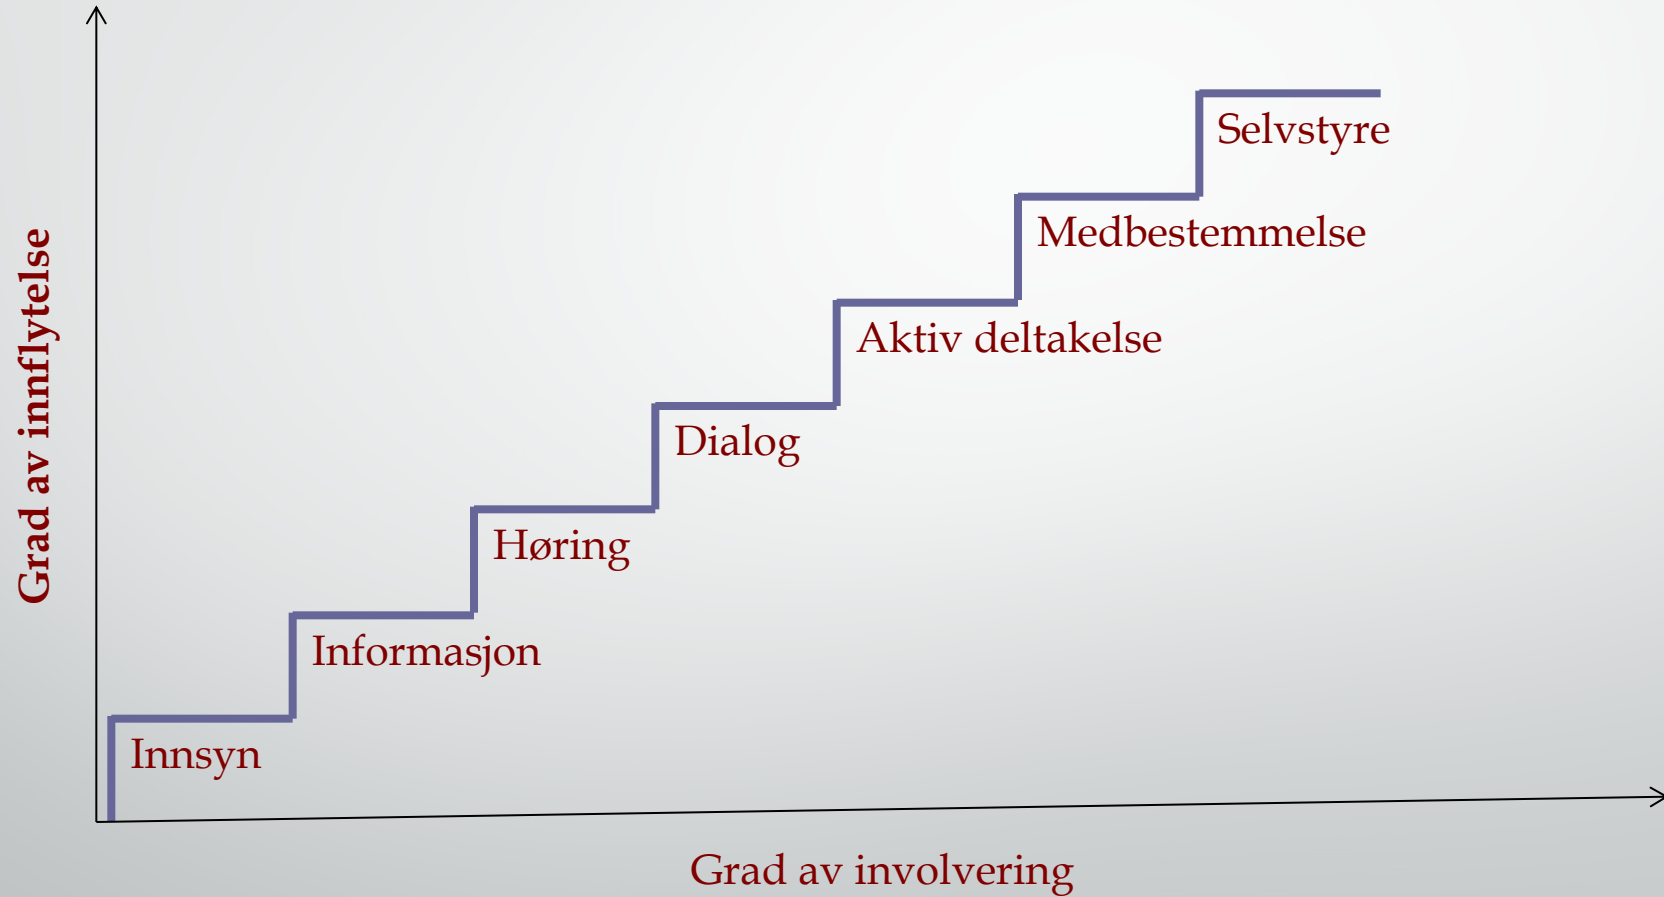 Grad av innflytelse
Selvstyre
Medbestemmelse
Aktiv deltakelse
Dialog
Høring
Informasjon
Innsyn
Grad av involvering